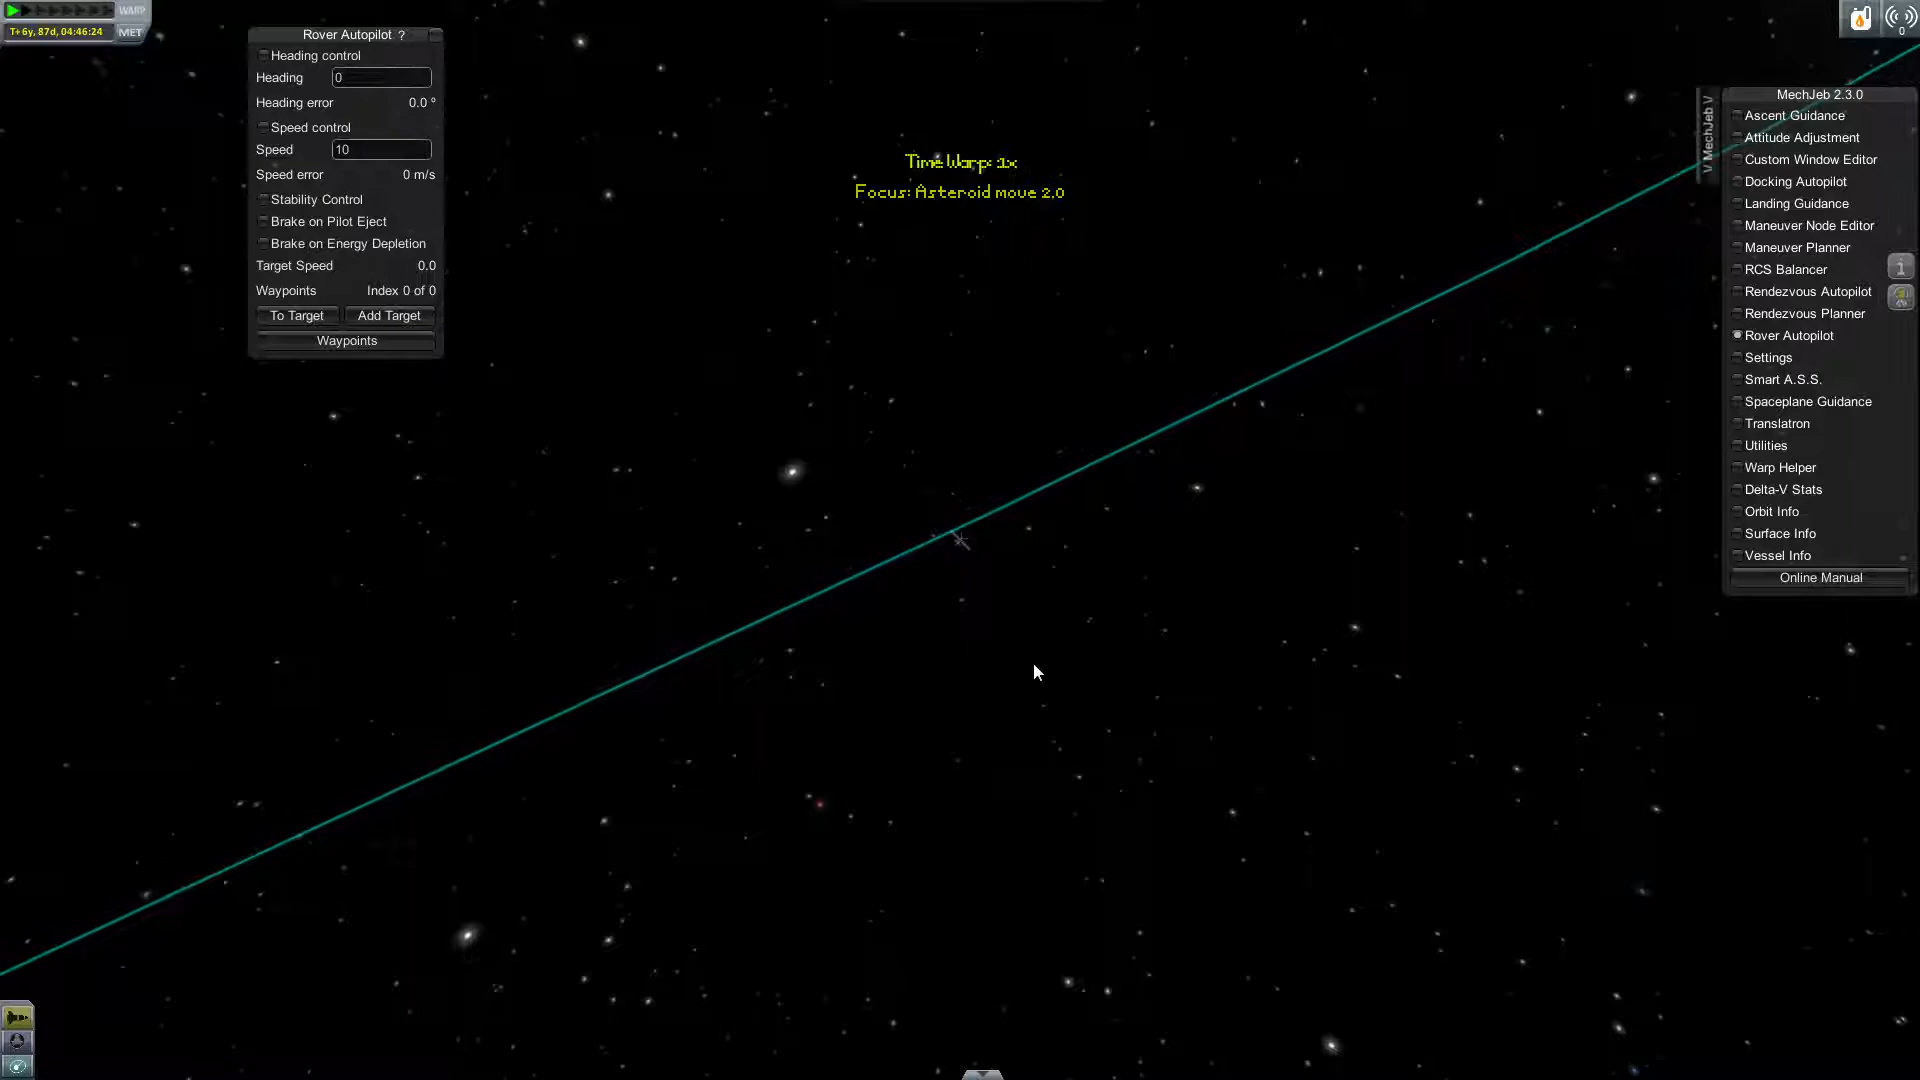 WARP
T+ 6y, 87d, 04:46:24
MET
0
Rover Autopilot ?
Heading control
Heading 0
Heading error 0.0 º
Speed control
Speed 10
Speed error 0 m/s
Stability Control
Brake on Pilot Eject
Brake on Energy Depletion
Target Speed 0.0
Waypoints Index 0 of 0
To Target Add Target
Waypoints
Time Warp: 1x
Focus: Asteroid move 2.0
V MechJeb V
MechJeb 2.3.0
Ascent Guidance
Attitude Adjustment
Custom Window Editor
Docking Autopilot
Landing Guidance
Maneuver Node Editor
Maneuver Planner
RCS Balancer
Rendezvous Autopilot
Rendezvous Planner
Rover Autopilot
Settings
Smart A.S.S.
Spaceplane Guidance
Translatron
Utilities
Warp Helper
Delta-V Stats
Orbit Info
Surface Info
Vessel Info
Online Manual